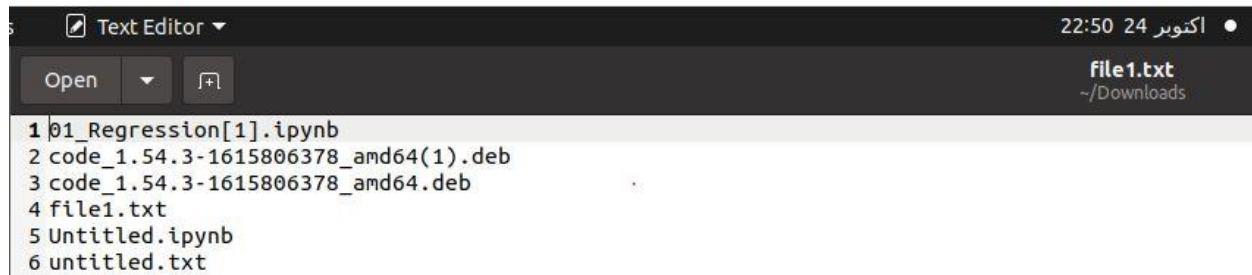 Text Editor
اکتوبر 24 22:50
Open
file1.txt
~/Downloads
1 01_Regression[1].ipynb
2 code_1.54.3-1615806378_amd64(1).deb
3 code_1.54.3-1615806378_amd64.deb
4 file1.txt
5 Untitled.ipynb
6 untitled.txt